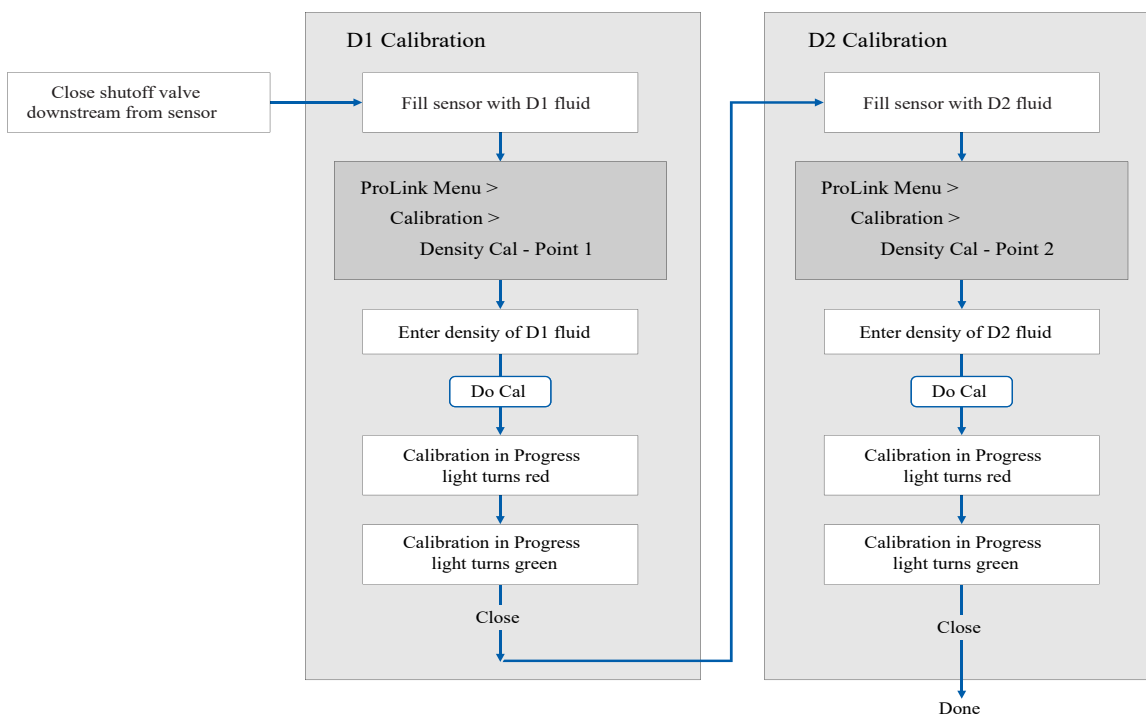 Close shutoff valve
downstream from sensor
D1 Calibration
Fill sensor with D1 fluid
ProLink Menu >
Calibration >
Density Cal - Point 1
Enter density of D1 fluid
Do Cal
Calibration in Progress
light turns red
Calibration in Progress
light turns green
Close
D2 Calibration
Fill sensor with D2 fluid
ProLink Menu >
Calibration >
Density Cal - Point 2
Enter density of D2 fluid
Do Cal
Calibration in Progress
light turns red
Calibration in Progress
light turns green
Close
Done